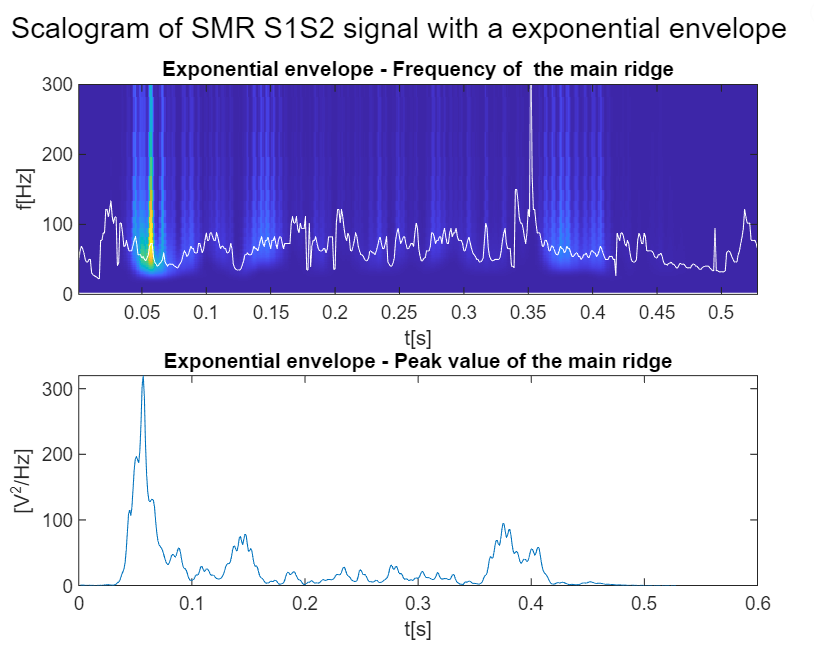 Scalogram of SMR S1S2 signal with a exponential envelope
Exponential envelope - Frequency of  the main ridge
300
200
100
0
f[Hz]
0.05 0.1 0.15 0.2 0.25 0.3 0.35 0.4 0.45 0.5
t[s]
Exponential envelope - Peak value of the main ridge
300
200
100
0
[V²/Hz]
0 0.1 0.2 0.3 0.4 0.5 0.6
t[s]